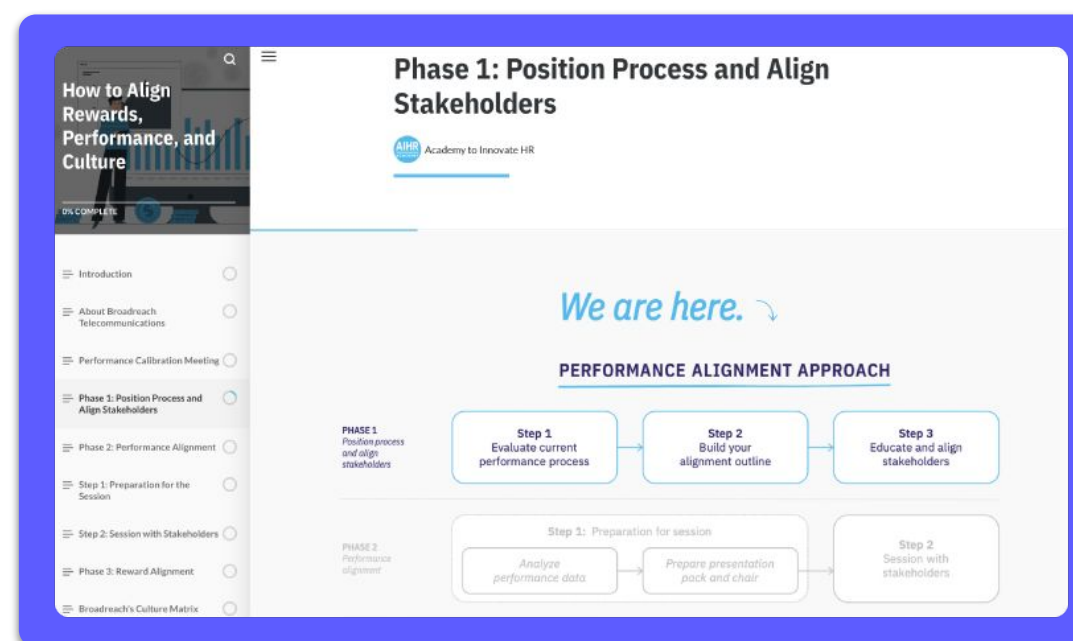 How to Align
Rewards,
Performance, and
Culture
0% COMPLETE
Introduction
About Broadreach
Telecommunications
Performance Calibration Meeting
Phase 1: Position Process and
Align Stakeholders
Phase 2: Performance Alignment
Step 1: Preparation for the
Session
Step 2: Session with Stakeholders
Phase 3: Reward Alignment
Broadreach's Culture Matrix
Phase 1: Position Process and Align
Stakeholders
AIHR
Academy to Innovate HR
We are here.
PERFORMANCE ALIGNMENT APPROACH
PHASE 1
Position process
and align
stakeholders
Step 1
Evaluate current
performance process
Step 2
Build your
alignment outline
Step 3
Educate and align
stakeholders
PHASE 2
Performance
alignment
Step 1: Preparation for session
Analyze
performance data
Prepare presentation
pack and chair
Step 2
Session with
stakeholders